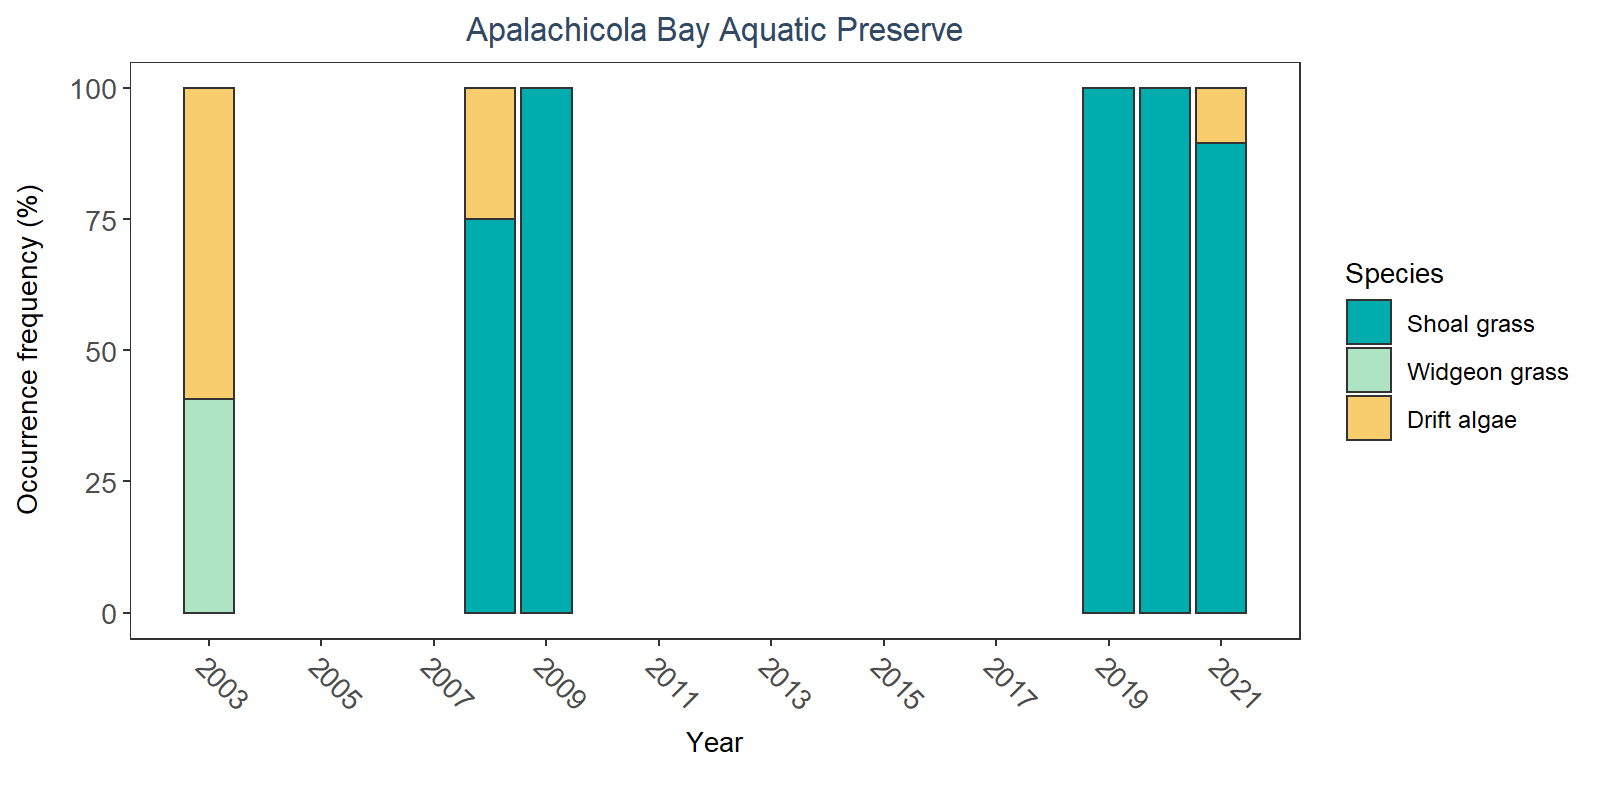 Apalachicola Bay Aquatic Preserve
Occurrence frequency (%)
100
75
50
25
0
2003
2005
2007
2009
2011
2013
2015
2017
2019
2021
Year
Species
Shoal grass
Widgeon grass
Drift algae